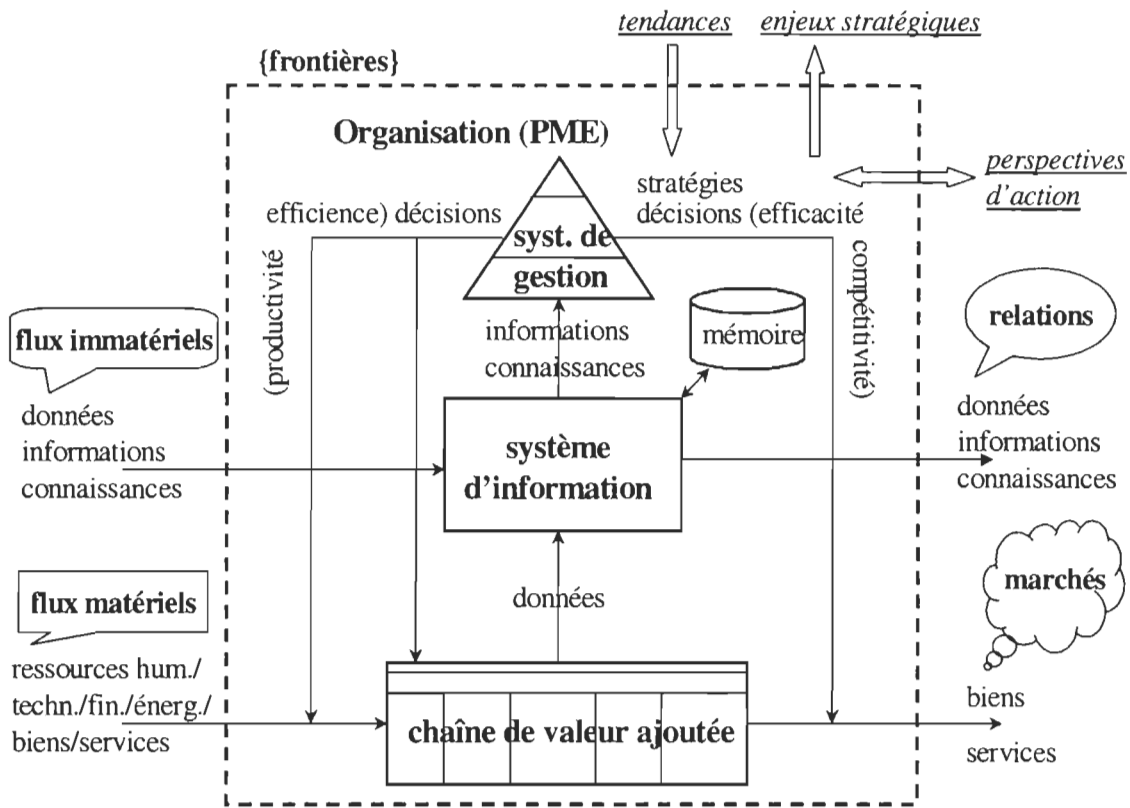 tendances enjeux stratégiques
{frontières}
Organisation (PME)
perspectives
d'action
stratégies
efficience) décisions
décisions (efficacité
syst. de
gestion
(productivité
compétitivité)
flux immatériels
informations
connaissances
mémoire
relations
données
informations
connaissances
système
d'information
données
informations
connaissances
flux matériels
données
marchés
ressources hum./
techn./fin./énerg./
biens/services
chaîne de valeur ajoutée
biens
services